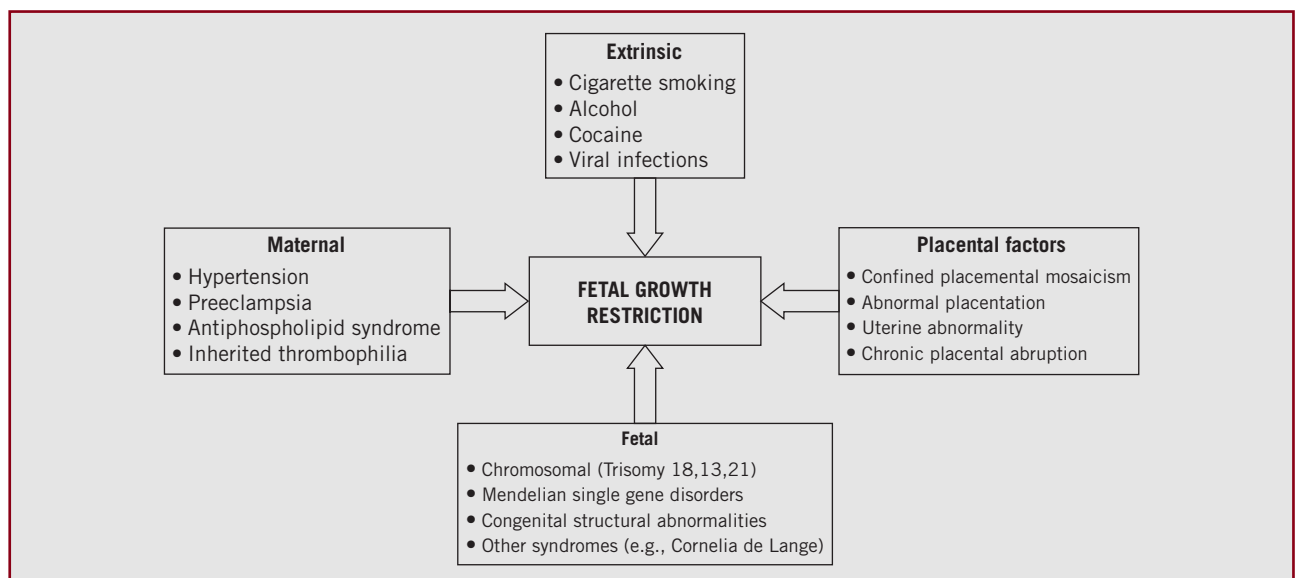 Extrinsic
• Cigarette smoking
• Alcohol
• Cocaine
• Viral infections
Maternal
• Hypertension
• Preeclampsia
• Antiphospholipid syndrome
• Inherited thrombophilia
FETAL GROWTH
RESTRICTION
Placental factors
• Confined placemental mosaicism
• Abnormal placentation
• Uterine abnormality
• Chronic placental abruption
Fetal
• Chromosomal (Trisomy 18,13,21)
• Mendelian single gene disorders
• Congenital structural abnormalities
• Other syndromes (e.g., Cornelia de Lange)